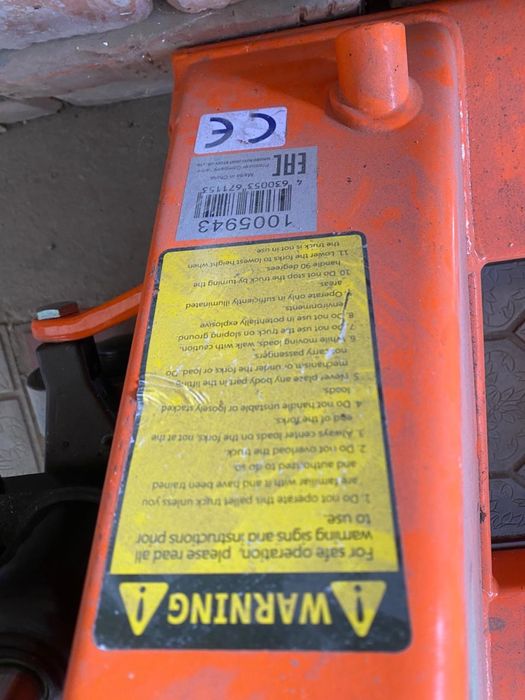 WARNING
For safe operation, please read all
warning signs and instructions prior
to use.
1. Do not operate this pallet truck unless you
are familiar with it and have been trained
and authorized to do so.
2. Do not overload the truck.
3. Always center loads on the forks, not at the
end of the forks.
4. Do not handle unstable or loosely stacked
loads.
5. Never place any body part in the lifting
mechanism, or under the forks or load. Do
not carry passengers.
6. While moving loads, walk with caution.
7. Do not use the truck on sloping ground
8. Do not use in potentially explosive
environments
Operate only in sufficiently illuminated
areas.
10. Do not stop the truck by turning the
handle 90 degrees.
11. Lower the forks to lowest height when
the truck is not in use
1005943
4 630053 671153
EAC
Made in China
CE